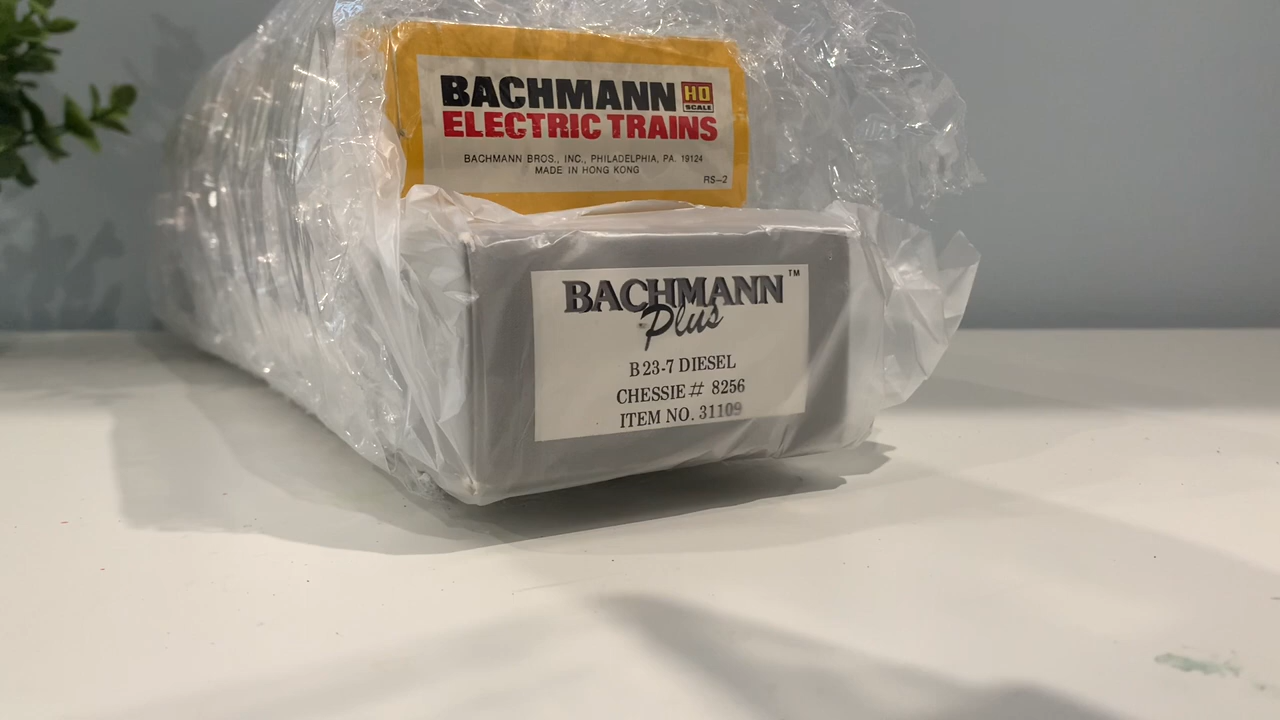 BACHMANN HO SCALE
ELECTRIC TRAINS
BACHMANN BROS., INC., PHILADELPHIA, PA. 19124
MADE IN HONG KONG
RS-2
BACHMANN™
Plus
B23-7 DIESEL
CHESSIE # 8256
ITEM NO. 31109